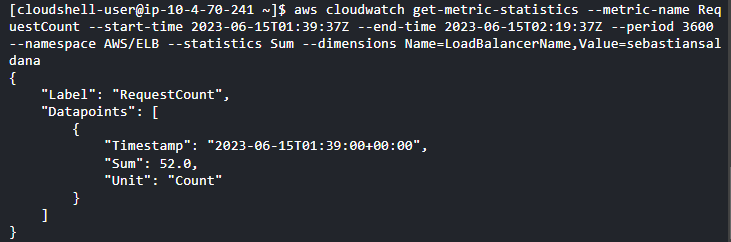 [cloudshell-user@ip-10-4-70-241 ~]$ aws cloudwatch get-metric-statistics --metric-name Req
uestCount --start-time 2023-06-15T01:39:37Z --end-time 2023-06-15T02:19:37Z --period 3600
--namespace AWS/ELB --statistics Sum --dimensions Name=LoadBalancerName,Value=sebastiansal
dana
{
    "Label": "RequestCount",
    "Datapoints": [
        {
            "Timestamp": "2023-06-15T01:39:00+00:00",
            "Sum": 52.0,
            "Unit": "Count"
        }
    ]
}